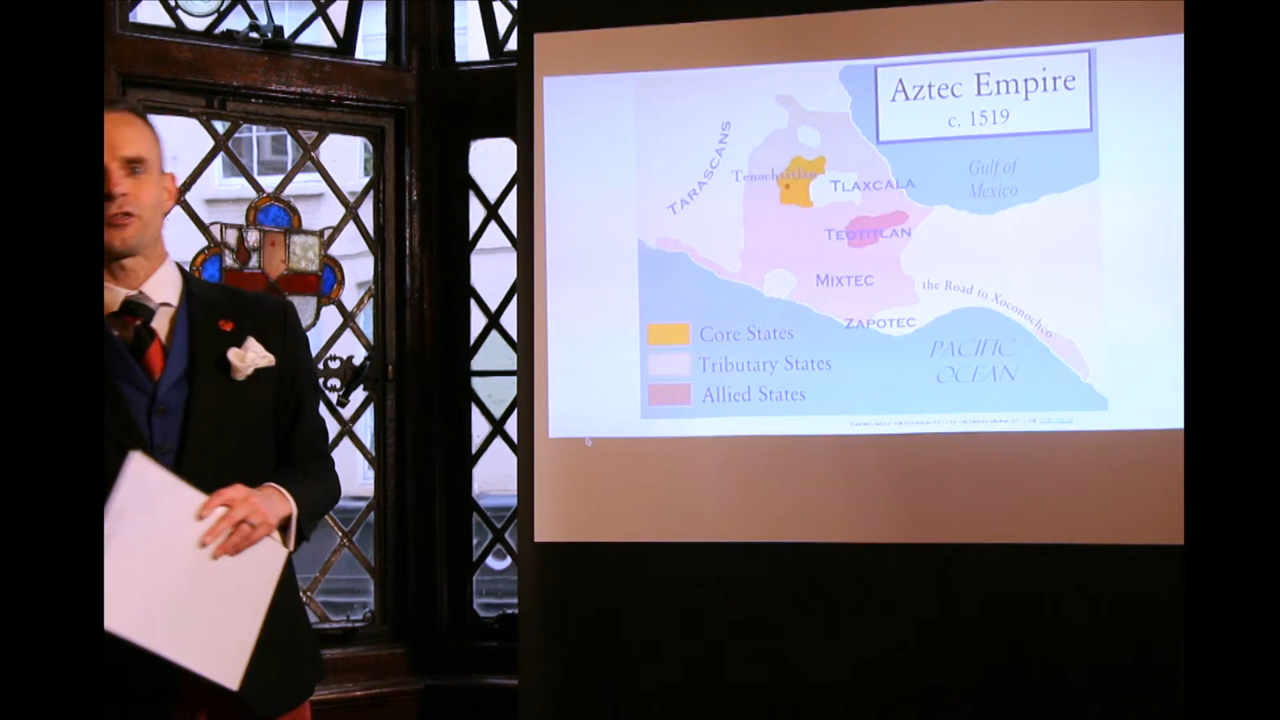 Aztec Empire
c. 1519
TARASCANS
Gulf of
Mexico
Tenochtitlan
TLAXCALA
TEOTITLAN
MIXTEC
the Road to Xoconochco
ZAPOTEC
Core States
PACIFIC
OCEAN
Tributary States
Allied States